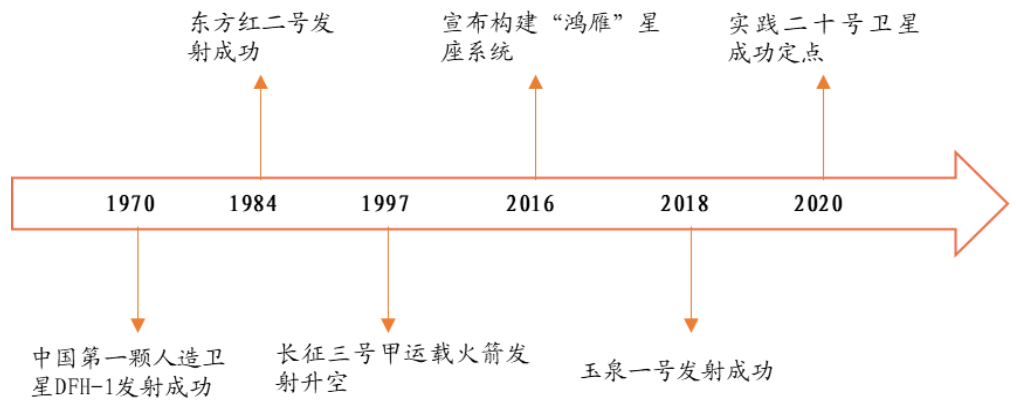 东方红二号发
射成功
宣布构建“鸿雁”星
座系统
实践二十号卫星
成功定点
1970 1984 1997 2016 2018 2020
中国第一颗人造卫
星DFH-1发射成功
长征三号甲运载火箭发
射升空
玉泉一号发射成功